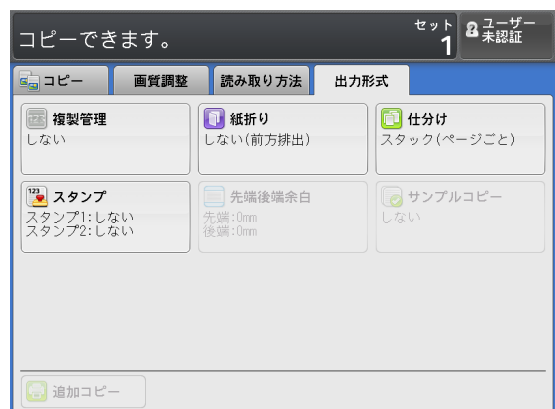 コピーできます。
セット
1
ユーザー
未認証
コピー
画質調整
読み取り方法
出力形式
123
複製管理
しない
紙折り
しない(前方排出)
仕分け
スタック(ページごと)
123
スタンプ
スタンプ1:しない
スタンプ2:しない
先端後端余白
先端:0mm
後端:0mm
サンプルコピー
しない
追加コピー